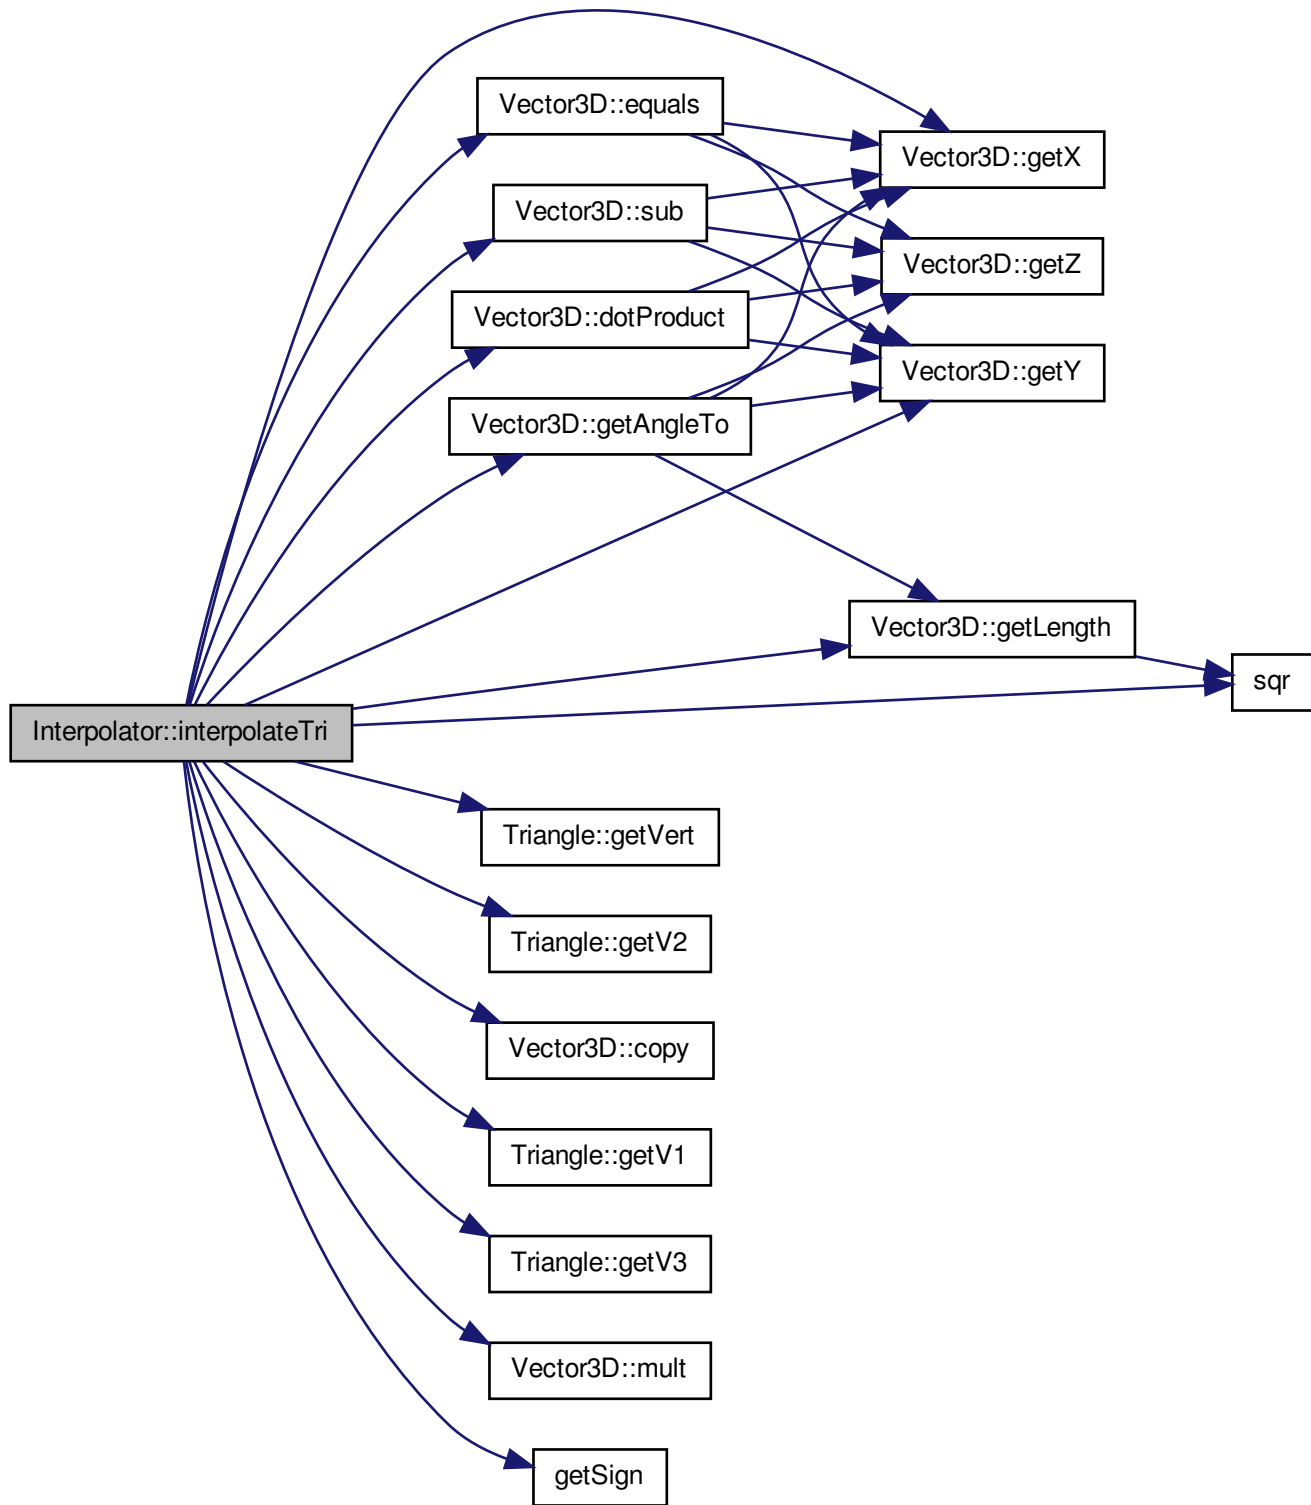 Vector3D::equals
Vector3D::getX
Vector3D::sub
Vector3D::getZ
Vector3D::dotProduct
Vector3D::getY
Vector3D::getAngleTo
Vector3D::getLength
sqr
Interpolator::interpolateTri
Triangle::getVert
Triangle::getV2
Vector3D::copy
Triangle::getV1
Triangle::getV3
Vector3D::mult
getSign